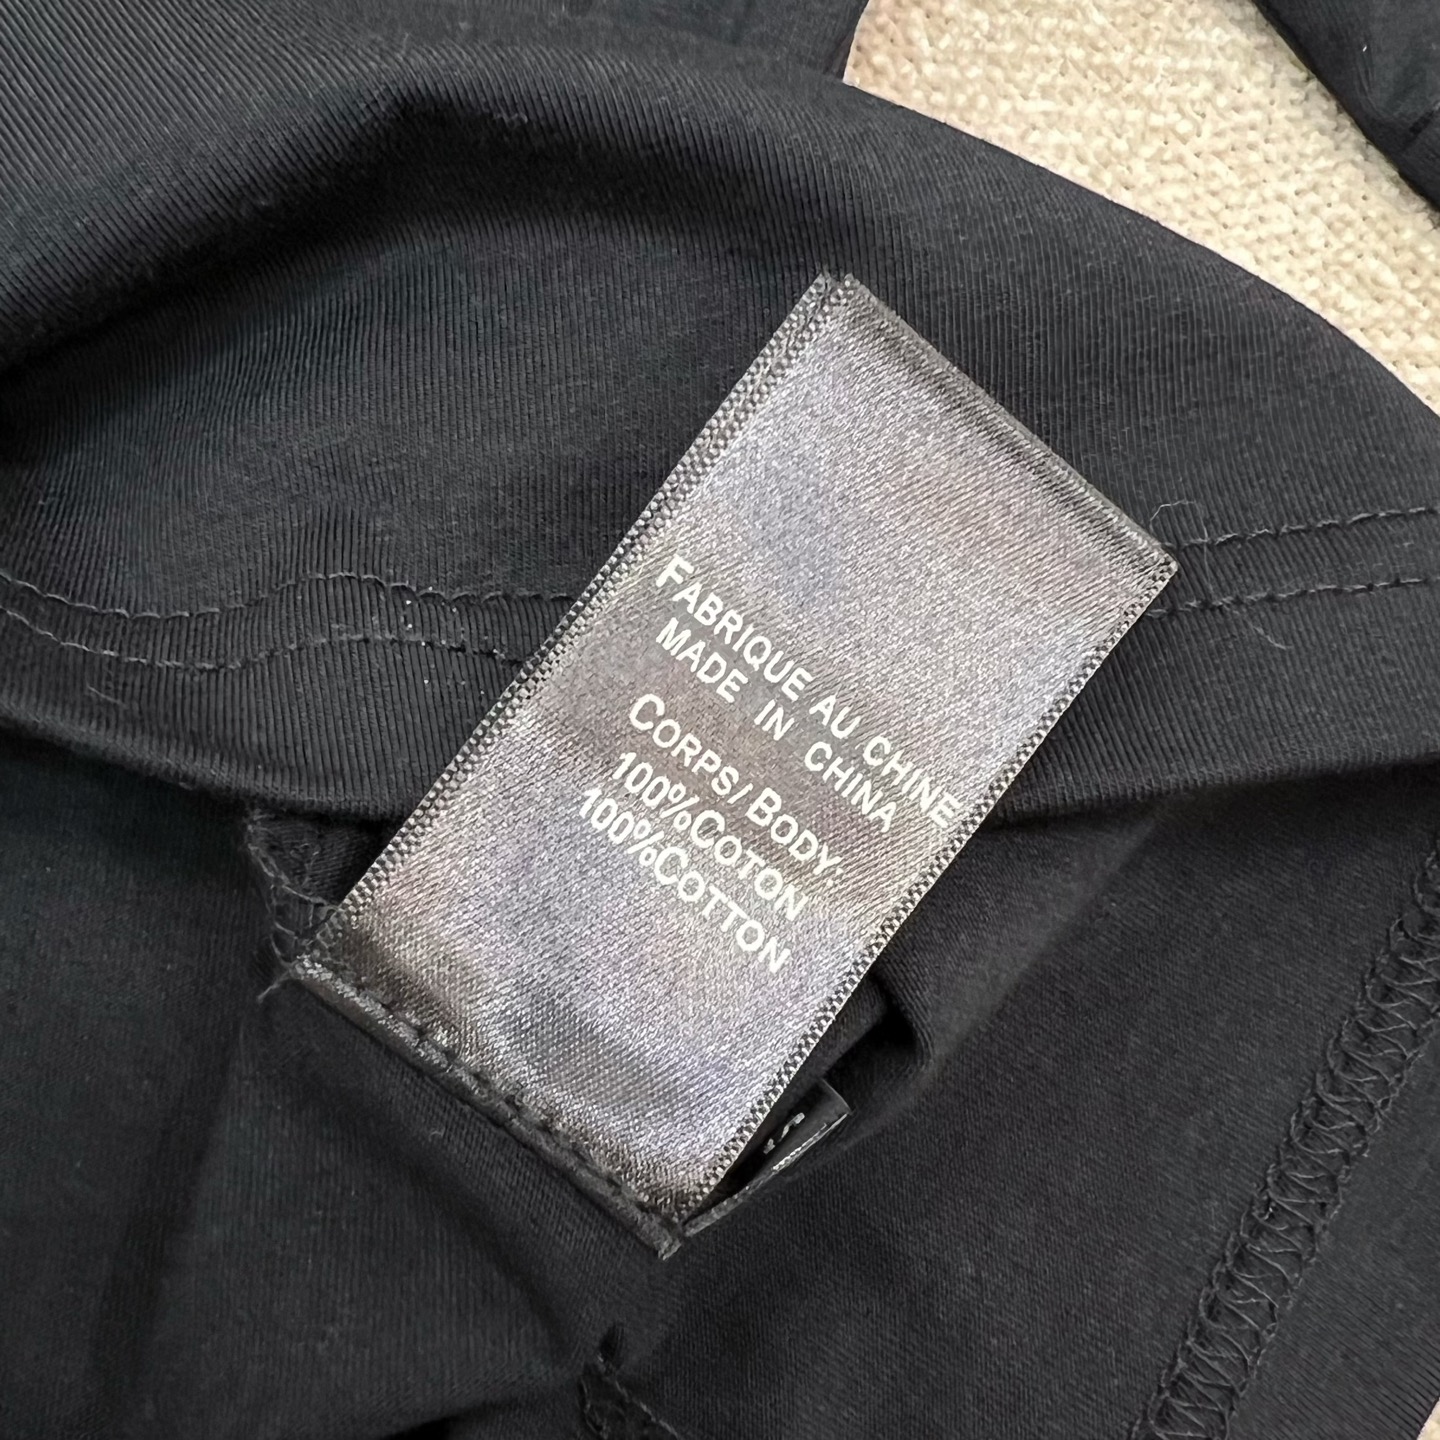 FABRIQUE AU CHINE
MADE IN CHINA
CORPS/BODY:
100%COTON
100%COTTON